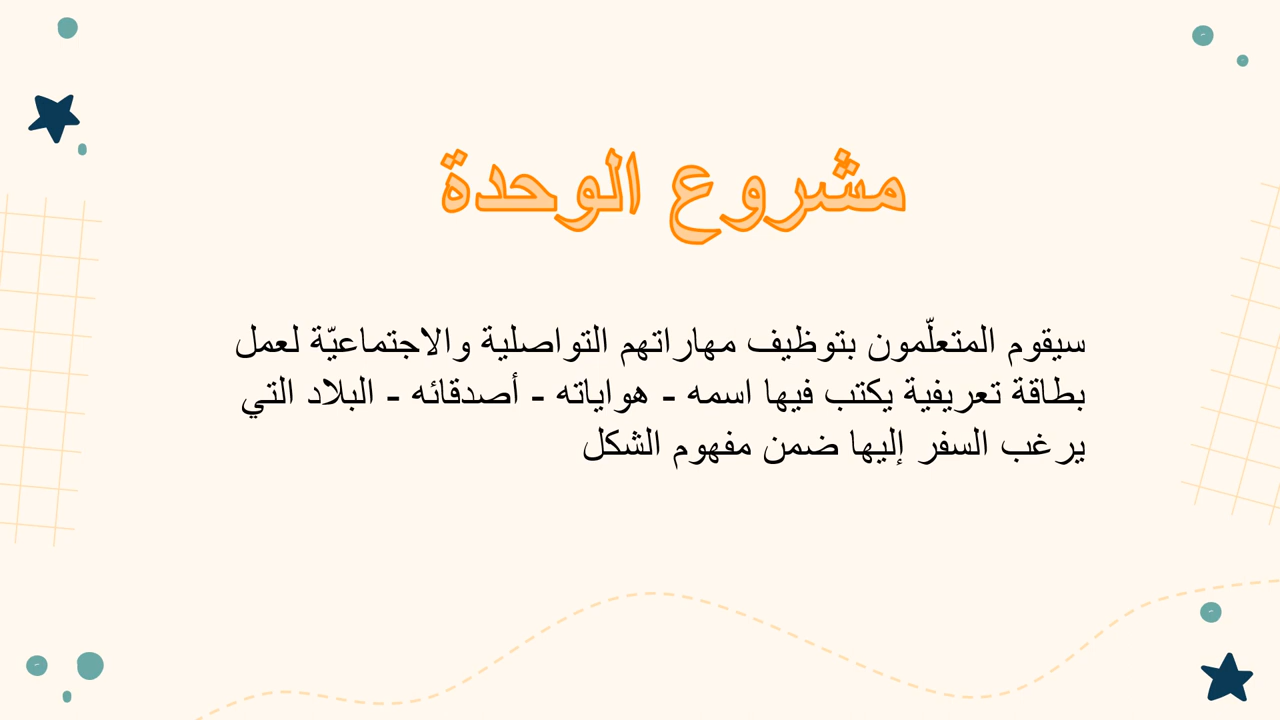 مشروع الوحدة
سيقوم المتعلّمون بتوظيف مهاراتهم التواصلية والاجتماعيّة لعمل
بطاقة تعريفية يكتب فيها اسمه - هواياته - أصدقائه - البلاد التي
يرغب السفر إليها ضمن مفهوم الشكل